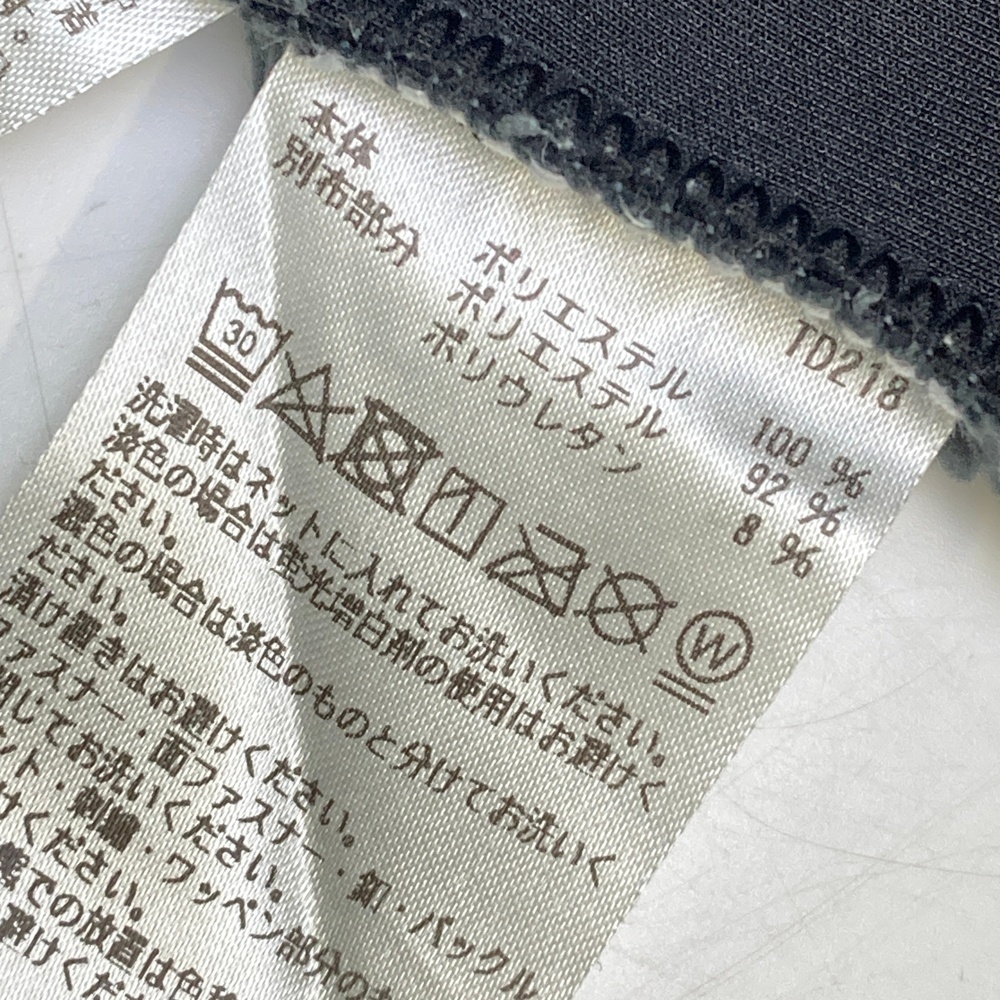 本体
別布部分
ポリエステル 100 %
ポリエステル 92 %
ポリウレタン 8 %
TD218
30
W
洗濯時はネットに入れてお洗いください。
淡色の場合は蛍光増白剤の使用はお避けく
ださい。
濃色の場合は淡色のものと分けてお洗いく
ださい。
漬け置きはお避けください。
ファスナー・面ファスナー・釦・バックル
閉じてお洗いください。
ント・刺繍・ワッペン部分の
けください。
態での放置は色移
避けくだ